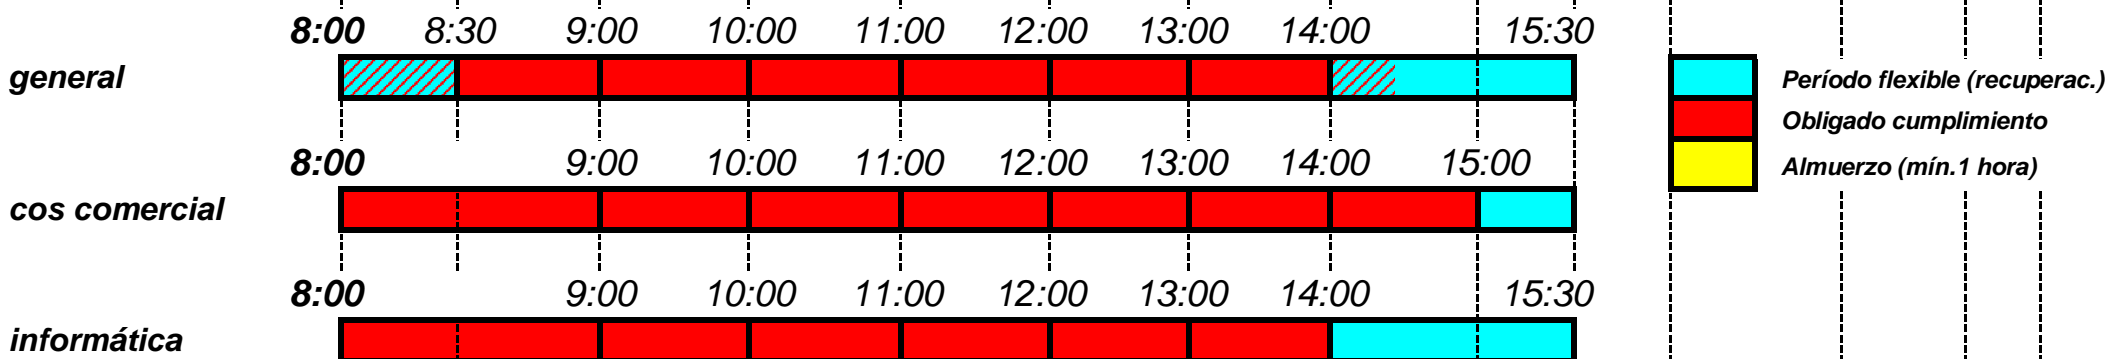 8:00 8:30 9:00 10:00 11:00 12:00 13:00 14:00 15:30
general
Período flexible (recuperac.)
Obligado cumplimiento
8:00 9:00 10:00 11:00 12:00 13:00 14:00 15:00
Almuerzo (mín.1 hora)
cos comercial
8:00 9:00 10:00 11:00 12:00 13:00 14:00 15:30
informática